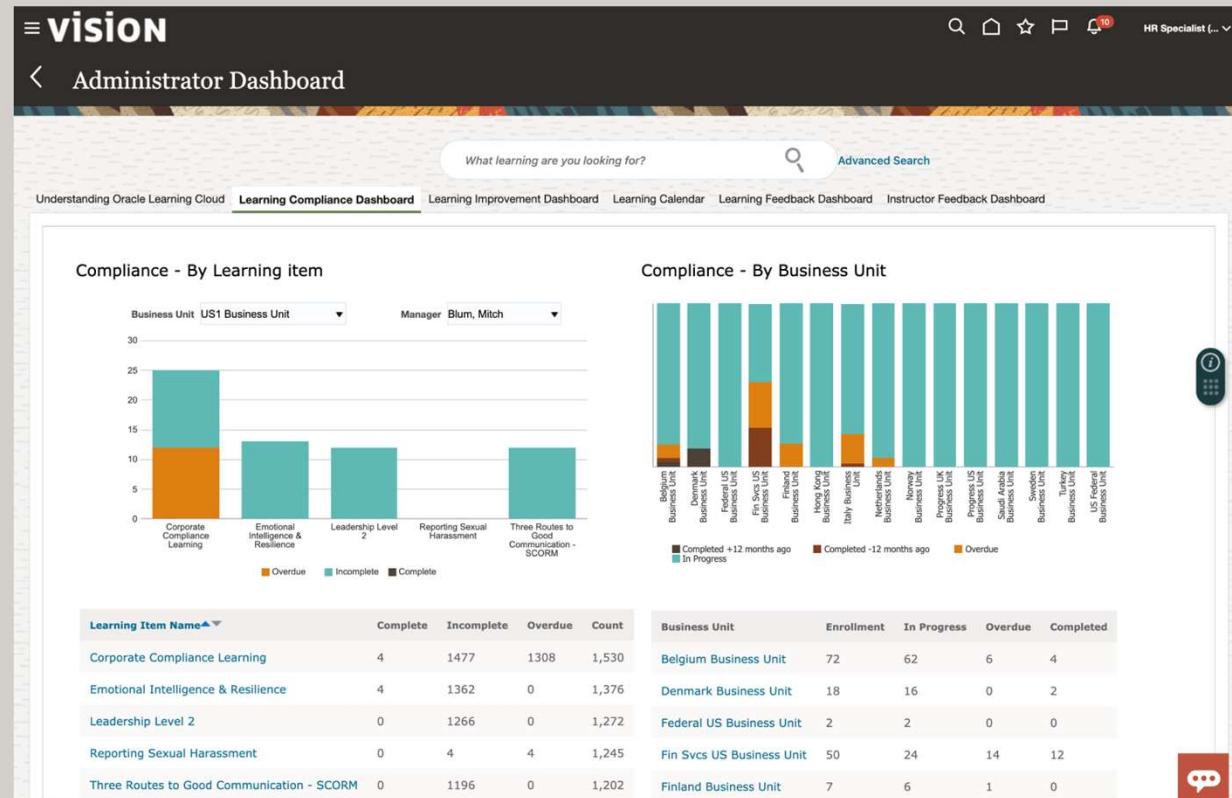 VISION
10
HR Specialist (...
Administrator Dashboard
What learning are you looking for?
Advanced Search
Understanding Oracle Learning Cloud
Learning Compliance Dashboard
Learning Improvement Dashboard
Learning Calendar
Learning Feedback Dashboard
Instructor Feedback Dashboard
Compliance - By Learning item
Business Unit US1 Business Unit
Manager Blum, Mitch
30
25
20
15
10
5
0
Corporate
Compliance
Learning
Emotional
Intelligence &
Resilience
Leadership Level
2
Reporting Sexual
Harassment
Three Routes to
Good
Communication -
SCORM
Overdue Incomplete Complete
Compliance - By Business Unit
Belgium
Business Unit
Denmark
Business Unit
Federal US
Business Unit
Fin Svcs US
Business Unit
Finland
Business Unit
Hong Kong
Business Unit
Italy Business
Unit
Netherlands
Business Unit
Norway
Business Unit
Progress UK
Business Unit
Progress US
Business Unit
Saudi Arabia
Business Unit
Sweden
Business Unit
Turkey
Business Unit
US Federal
Business Unit
Completed +12 months ago Completed -12 months ago Overdue
In Progress
Learning Item Name Complete Incomplete Overdue Count
Corporate Compliance Learning 4 1477 1308 1,530
Emotional Intelligence & Resilience 4 1362 0 1,376
Leadership Level 2 0 1266 0 1,272
Reporting Sexual Harassment 0 4 4 1,245
Three Routes to Good Communication - SCORM 0 1196 0 1,202
Business Unit Enrollment In Progress Overdue Completed
Belgium Business Unit 72 62 6 4
Denmark Business Unit 18 16 0 2
Federal US Business Unit 2 2 0 0
Fin Svcs US Business Unit 50 24 14 12
Finland Business Unit 7 6 1 0